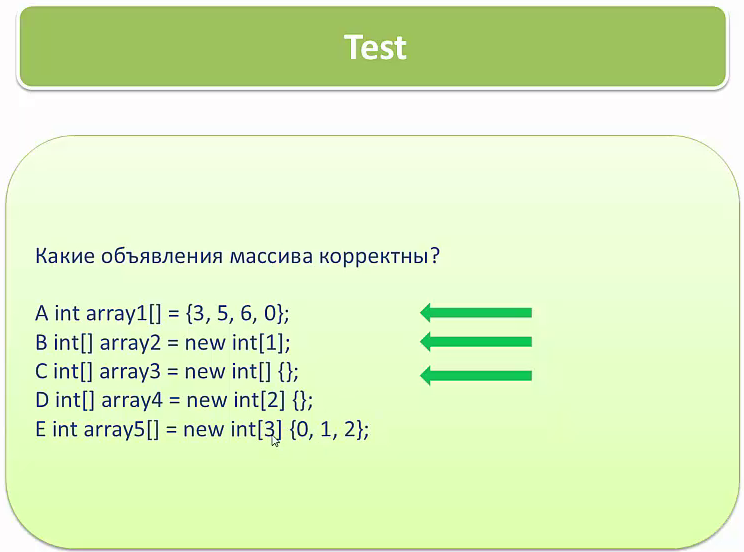 Test
Какие объявления массива корректны?
A int array1[] = {3, 5, 6, 0};
B int[] array2 = new int[1];
C int[] array3 = new int[] {};
D int[] array4 = new int[2] {};
E int array5[] = new int[3] {0, 1, 2};